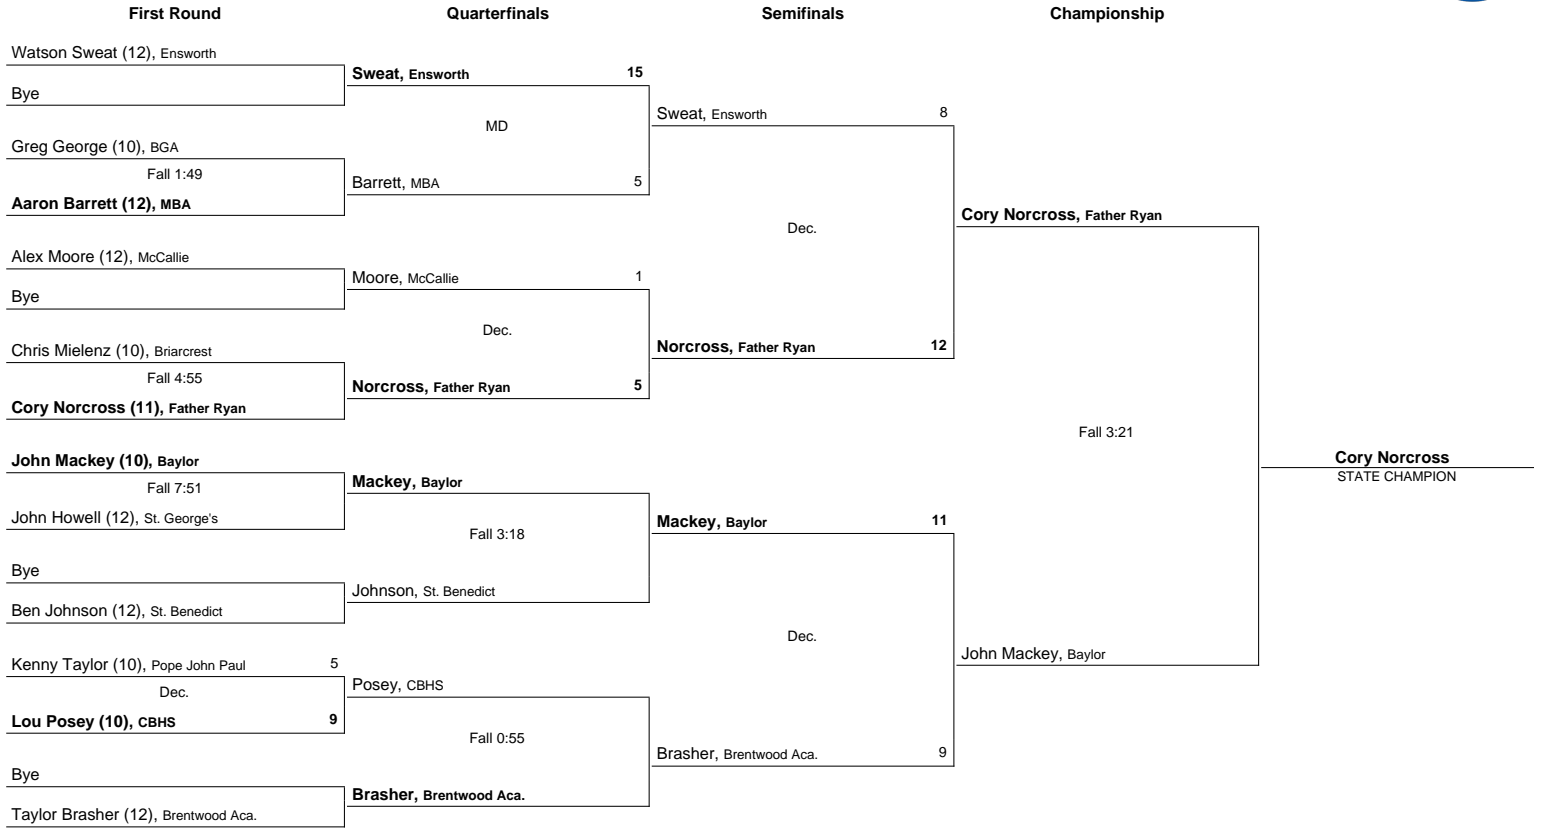 First Round Quarterfinals Semifinals Championship
Watson Sweat (12), Ensworth
Bye
Greg George (10), BGA
Fall 1:49
Aaron Barrett (12), MBA
Alex Moore (12), McCallie
Bye
Chris Mielenz (10), Briarcrest
Fall 4:55
Cory Norcross (11), Father Ryan
John Mackey (10), Baylor
Fall 7:51
John Howell (12), St. George's
Bye
Ben Johnson (12), St. Benedict
Kenny Taylor (10), Pope John Paul 5
Dec.
Lou Posey (10), CBHS 9
Bye
Taylor Brasher (12), Brentwood Aca.
Sweat, Ensworth 15
MD
Barrett, MBA 5
Moore, McCallie 1
Dec.
Norcross, Father Ryan 5
Mackey, Baylor
Fall 3:18
Johnson, St. Benedict
Posey, CBHS
Fall 0:55
Brasher, Brentwood Aca.
Sweat, Ensworth 8
Dec.
Norcross, Father Ryan 12
Mackey, Baylor 11
Dec.
Brasher, Brentwood Aca. 9
Cory Norcross, Father Ryan
Fall 3:21
John Mackey, Baylor
Cory Norcross
STATE CHAMPION